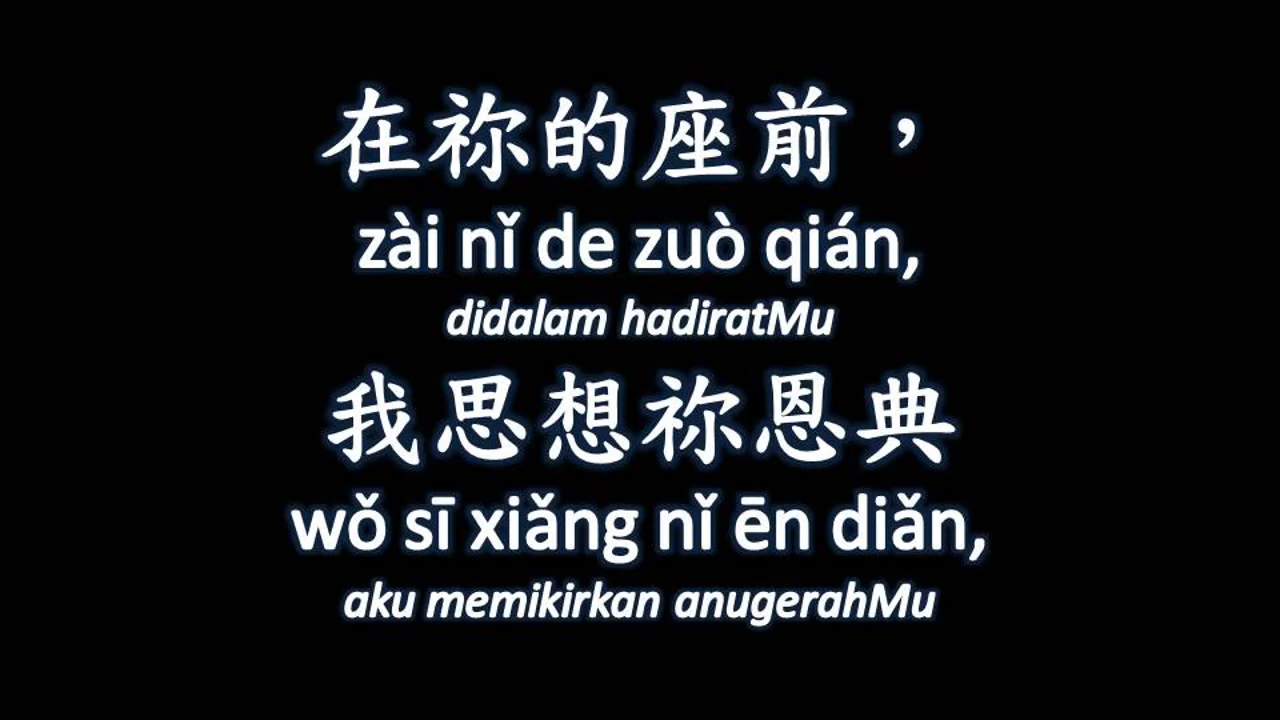 在祢的座前，
zài nǐ de zuò qián,
didalam hadiratMu
我思想祢恩典
wǒ sī xiǎng nǐ ēn diǎn,
aku memikirkan anugerahMu